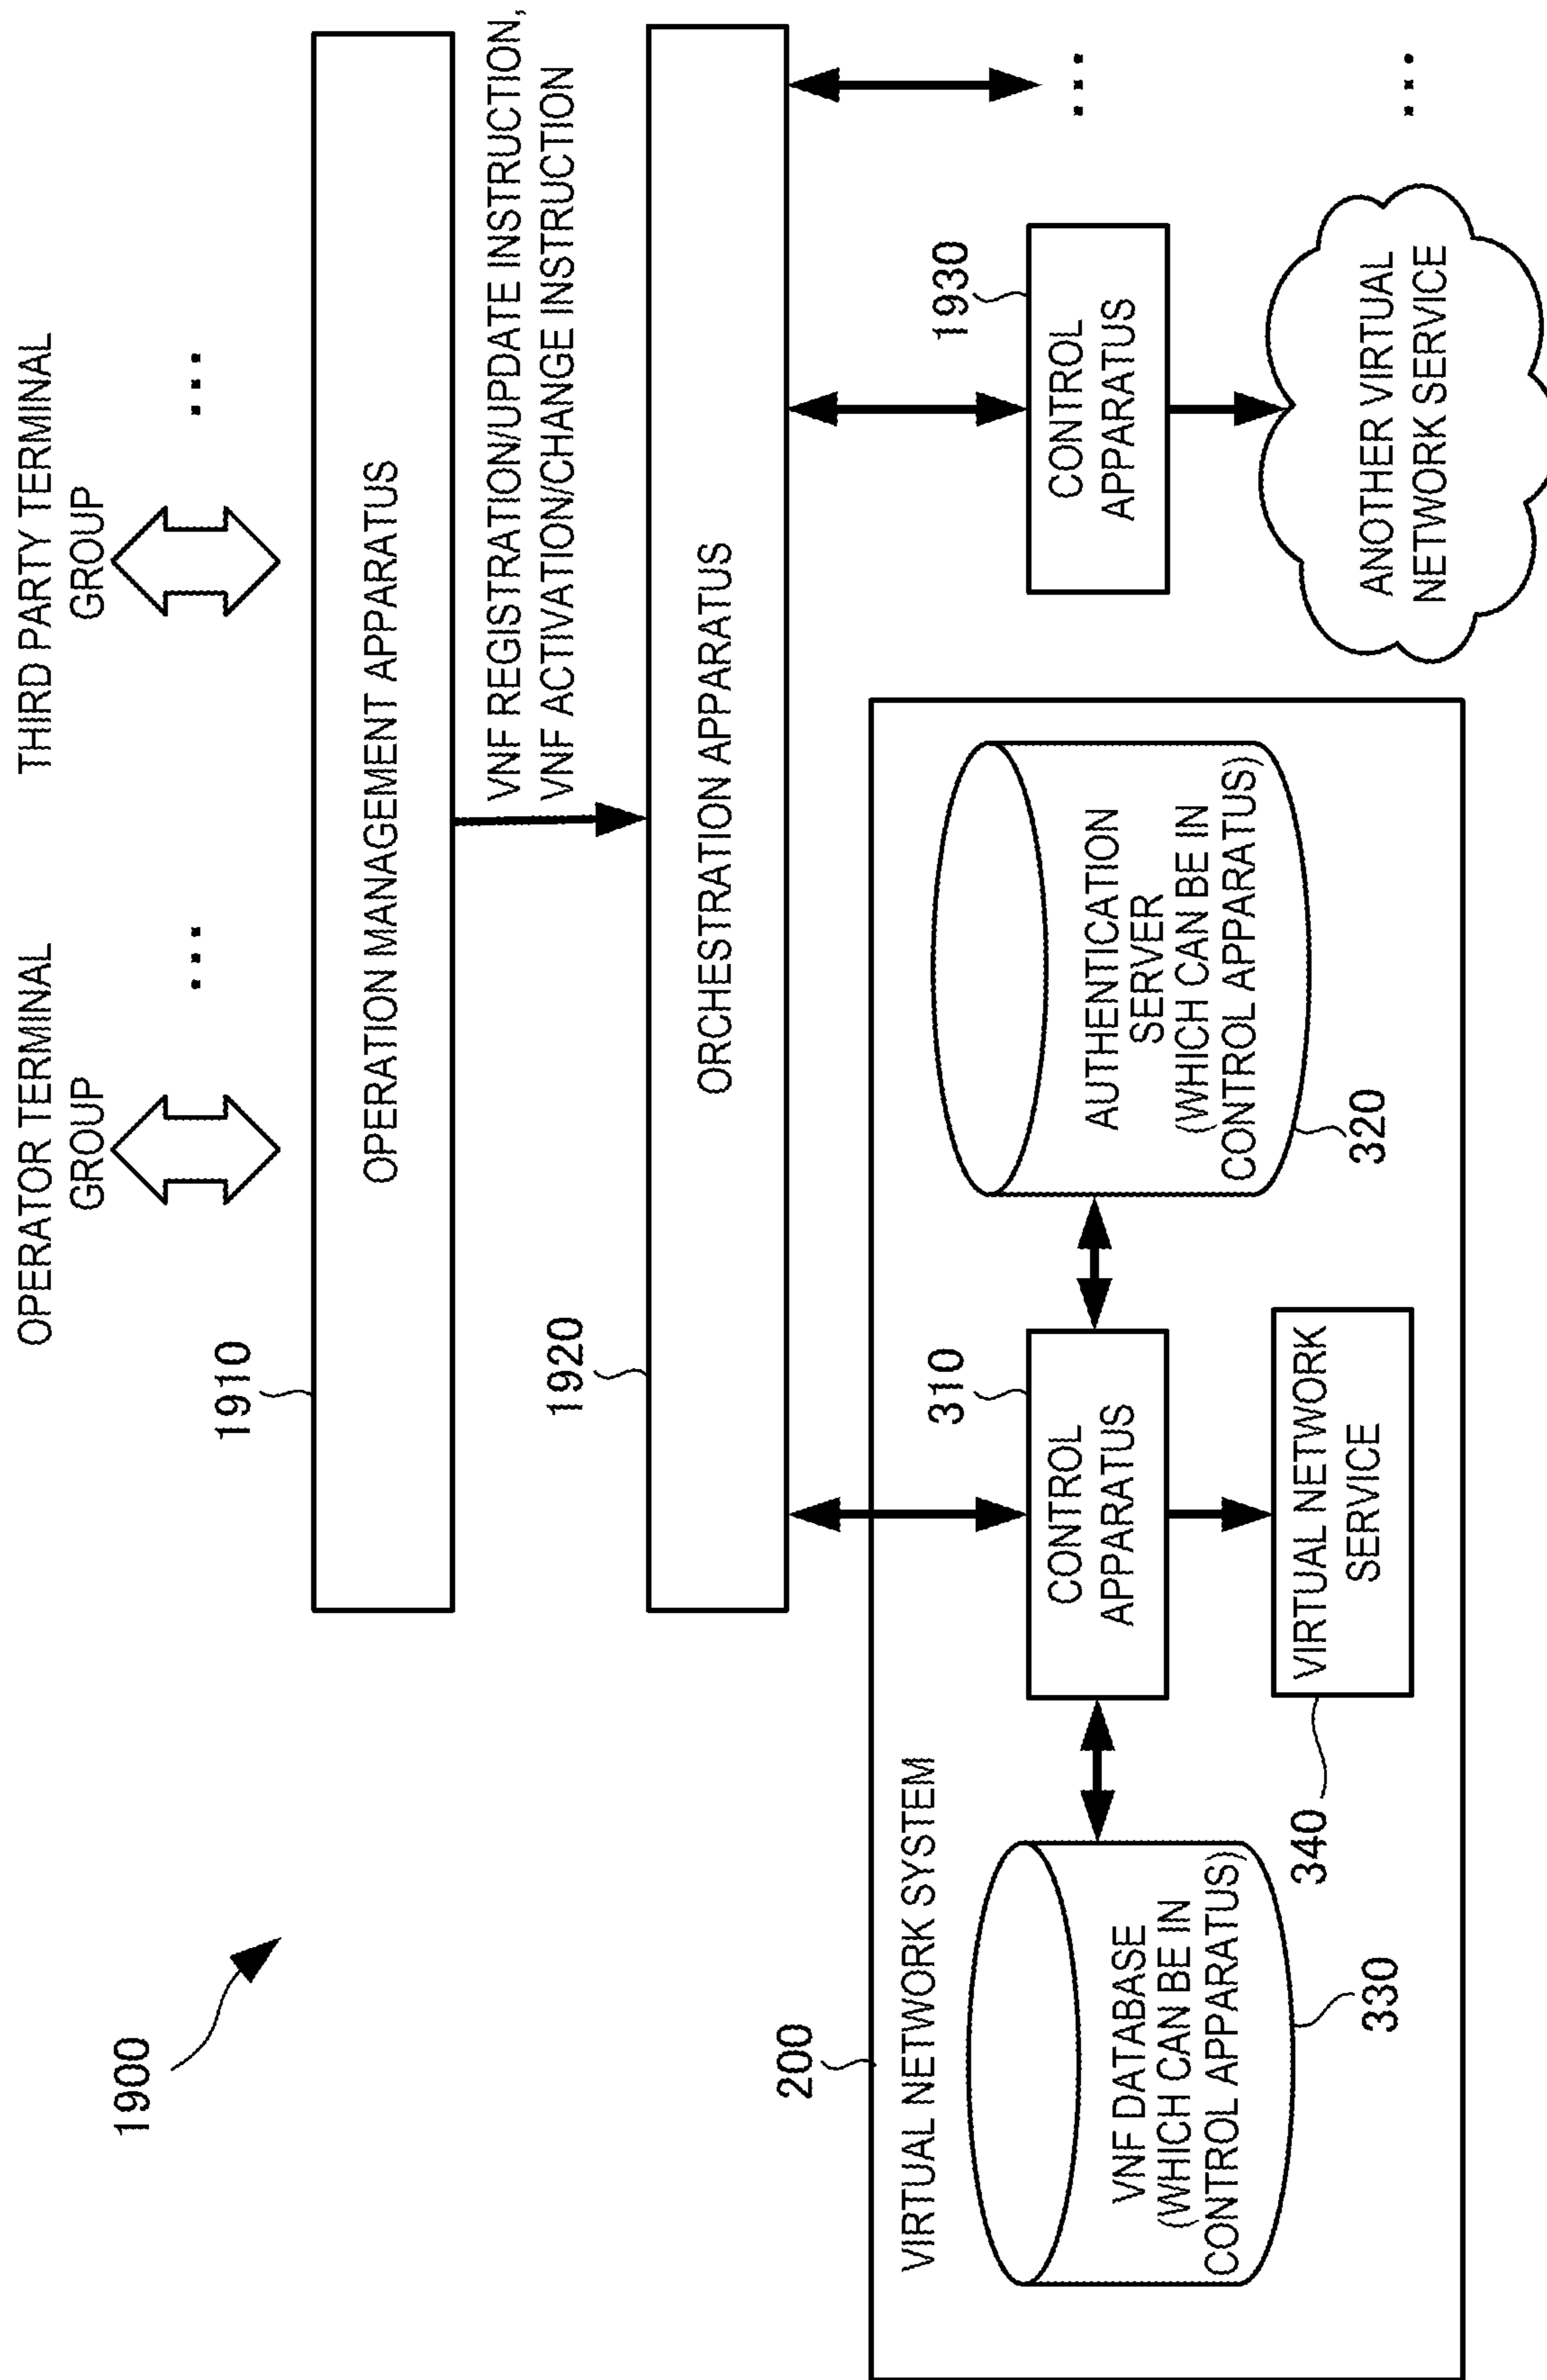 1900
OPERATOR TERMINAL
GROUP
...
THIRD PARTY TERMINAL
GROUP
...
1910
OPERATION MANAGEMENT APPARATUS
VNF REGISTRATION/UPDATE INSTRUCTION,
VNF ACTIVATION/CHANGE INSTRUCTION
1920
ORCHESTRATION APPARATUS
200
VIRTUAL NETWORK SYSTEM
VNF DATABASE
(WHICH CAN BE IN
CONTROL APPARATUS)
330
310
CONTROL
APPARATUS
AUTHENTICATION
SERVER
(WHICH CAN BE IN
CONTROL APPARATUS)
320
340
VIRTUAL NETWORK
SERVICE
1930
CONTROL
APPARATUS
...
ANOTHER VIRTUAL
NETWORK SERVICE
...